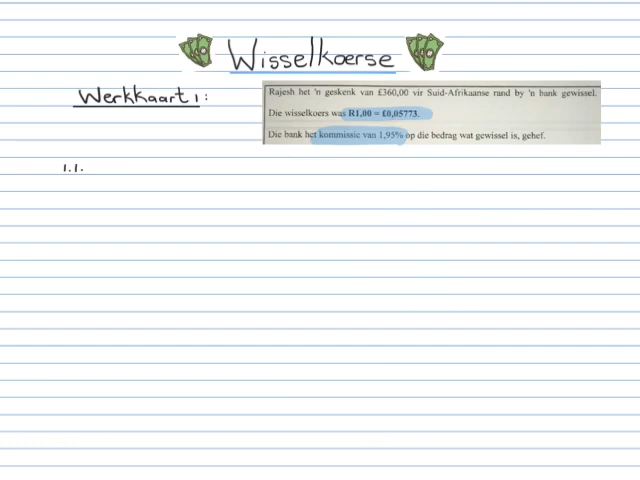 Wisselkoerse
Werkkaart 1:
Rajesh het 'n geskenk van £360,00 vir Suid-Afrikaanse rand by 'n bank gewissel.
Die wisselkoers was R1,00 = £0,05773.
Die bank het kommissie van 1,95% op die bedrag wat gewissel is, gehef.
1.1.